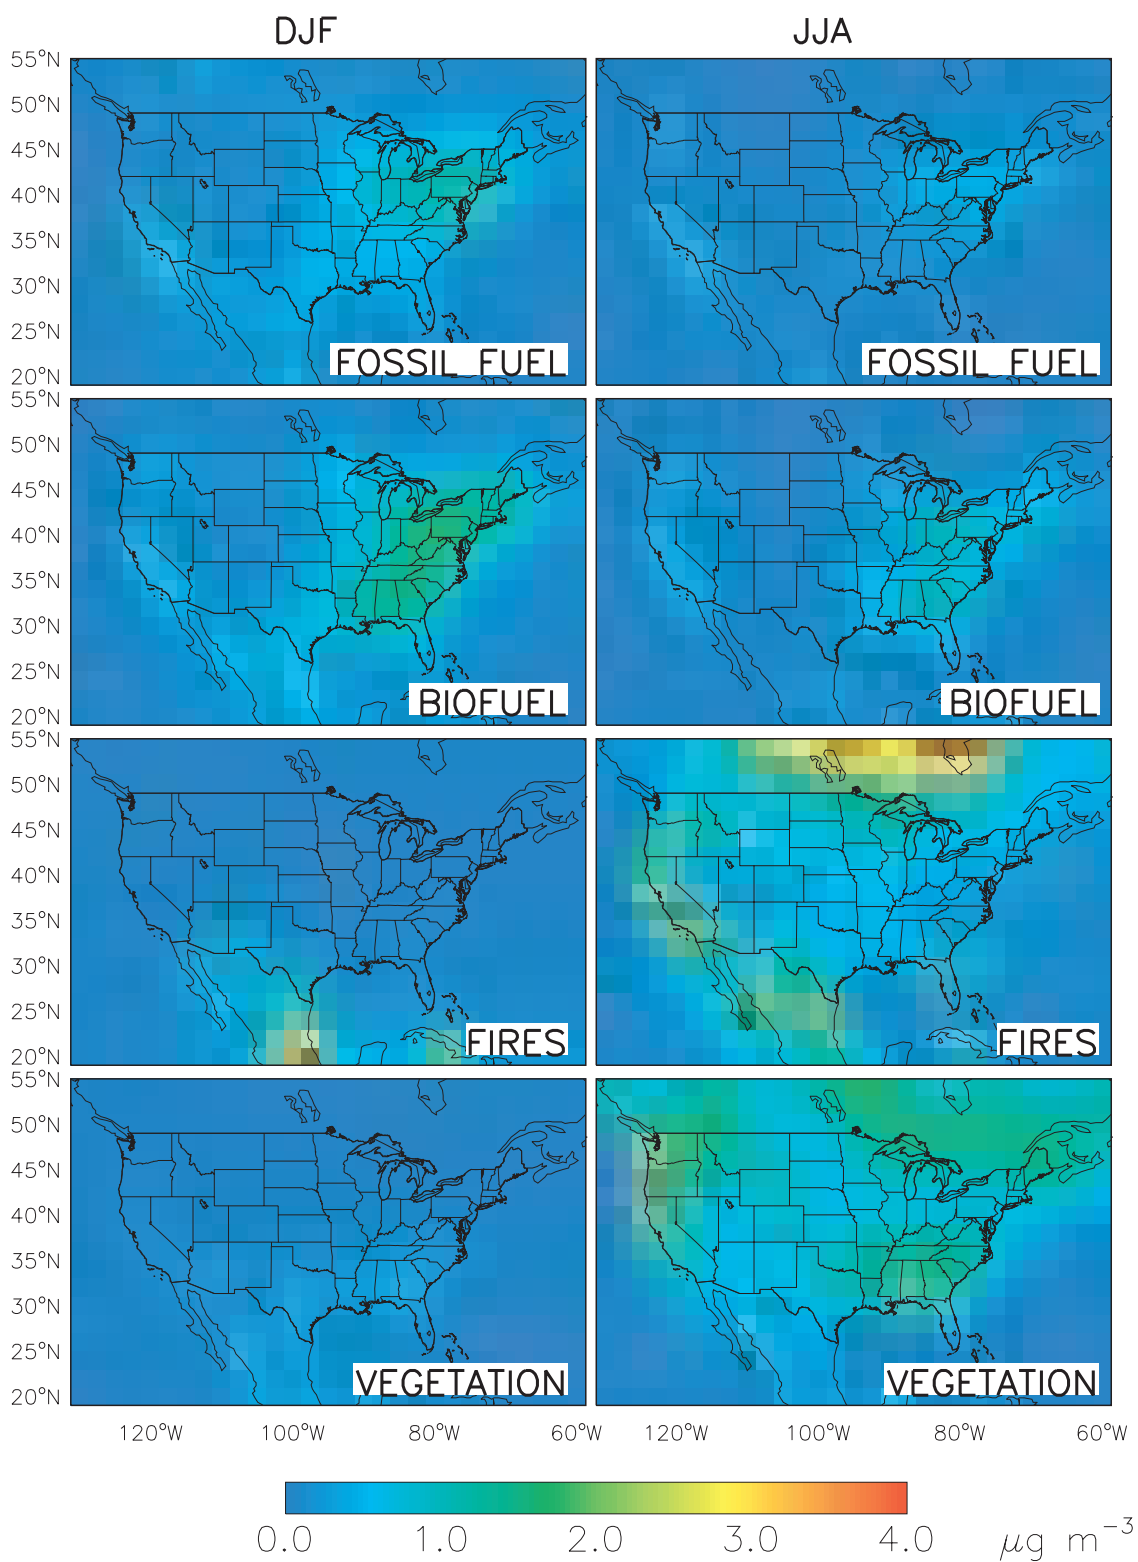 DJF JJA
55°N
50°N
45°N
40°N
35°N
30°N
25°N
20°N
FOSSIL FUEL FOSSIL FUEL
55°N
50°N
45°N
40°N
35°N
30°N
25°N
20°N
BIOFUEL BIOFUEL
55°N
50°N
45°N
40°N
35°N
30°N
25°N
20°N
FIRES FIRES
55°N
50°N
45°N
40°N
35°N
30°N
25°N
20°N
VEGETATION VEGETATION
120°W 100°W 80°W 60°W 120°W 100°W 80°W 60°W
0.0 1.0 2.0 3.0 4.0 μg m⁻³